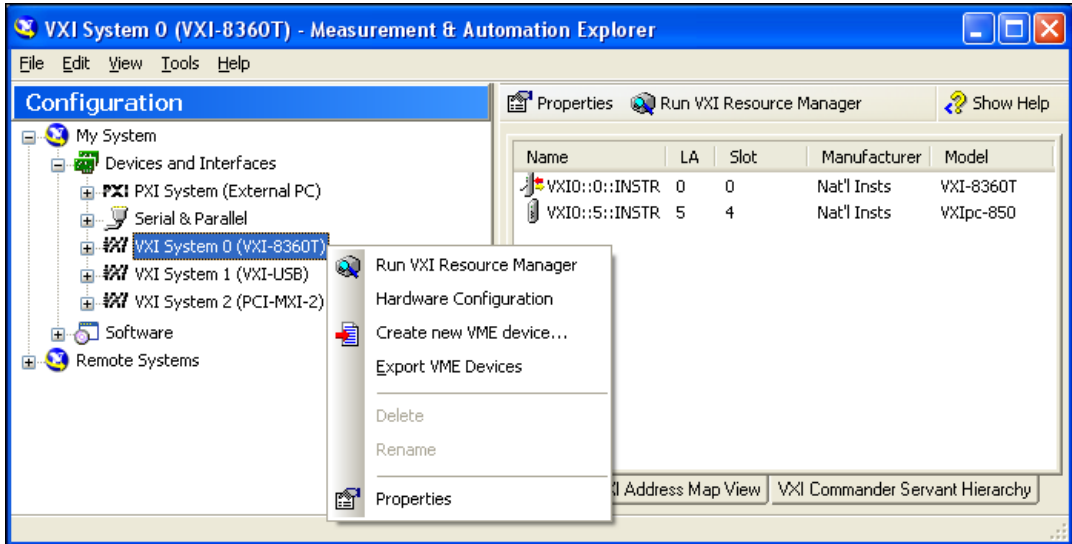 VXI System 0 (VXI-8360T) - Measurement & Automation Explorer
File Edit View Tools Help
Configuration
Properties Run VXI Resource Manager Show Help
My System
Devices and Interfaces
PXI PXI System (External PC)
Serial & Parallel
VXI VXI System 0 (VXI-8360T)
VXI VXI System 1 (VXI-USB)
VXI VXI System 2 (PCI-MXI-2)
Software
Remote Systems
Name LA Slot Manufacturer Model
VXI0::0::INSTR 0 0 Nat'l Insts VXI-8360T
VXI0::5::INSTR 5 4 Nat'l Insts VXIpc-850
Run VXI Resource Manager
Hardware Configuration
Create new VME device...
Export VME Devices
Delete
Rename
Properties
Address Map View VXI Commander Servant Hierarchy